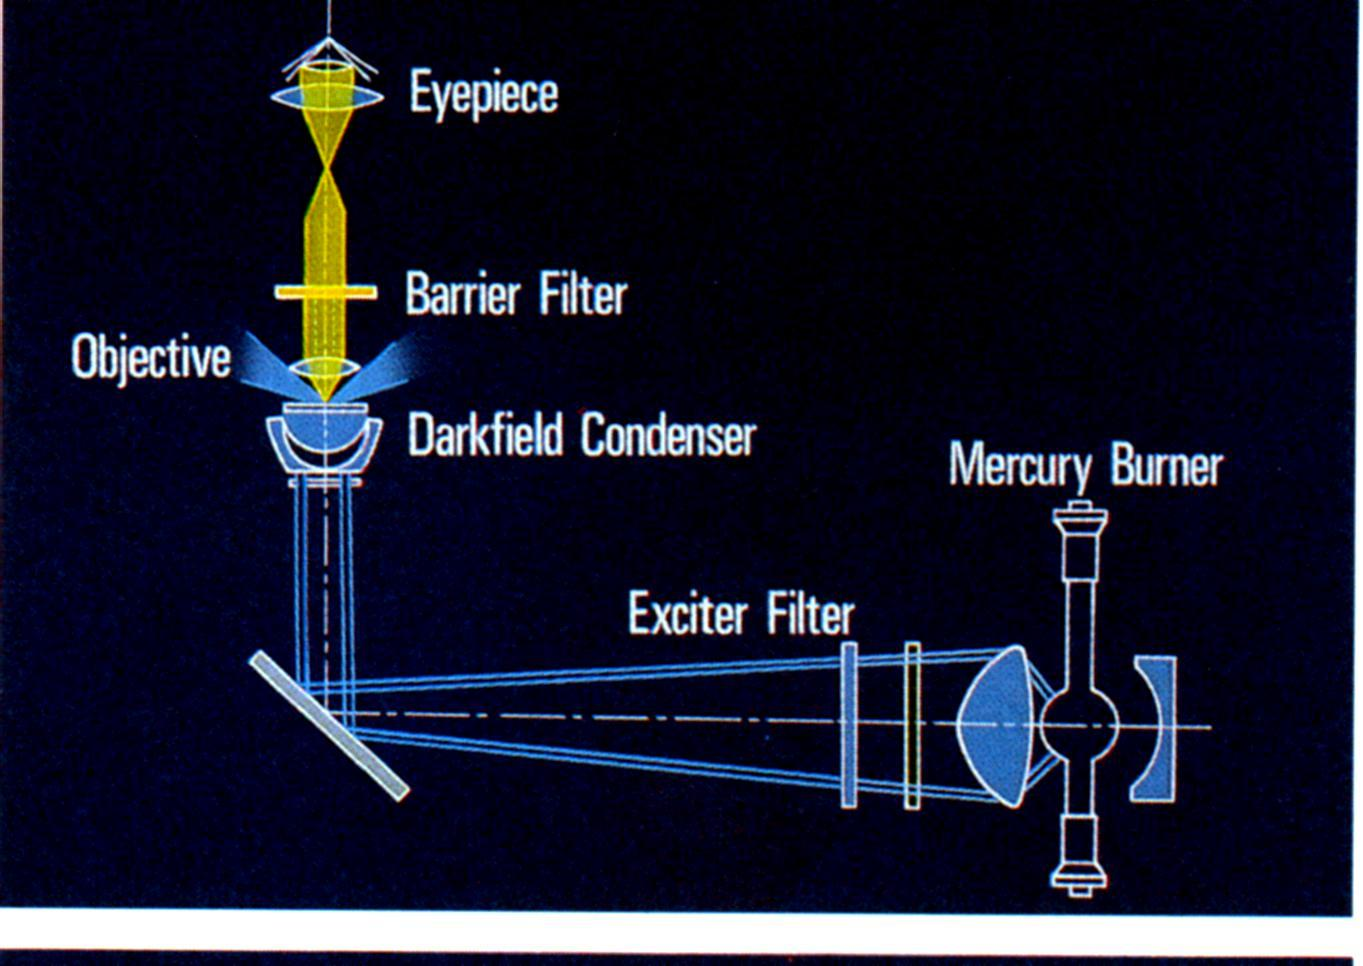 Eyepiece
Barrier Filter
Objective
Darkfield Condenser
Mercury Burner
Exciter Filter